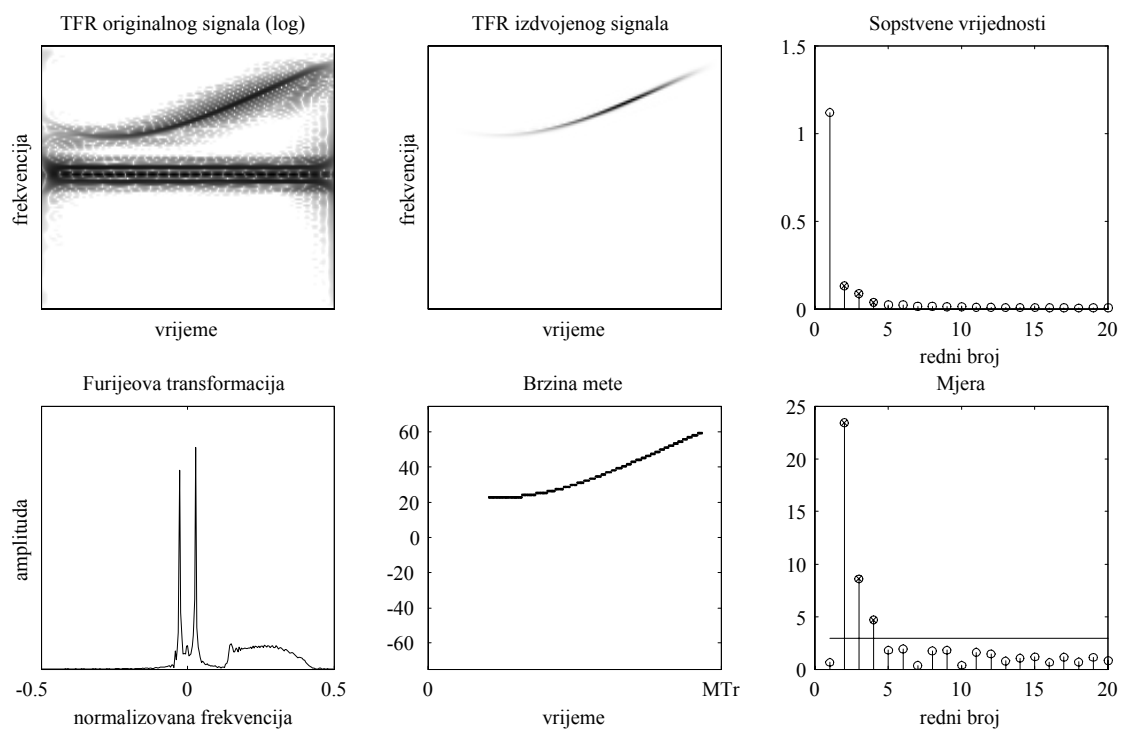 TFR originalnog signala (log)
frekvencija
vrijeme
TFR izdvojenog signala
frekvencija
vrijeme
Sopstvene vrijednosti
1.5
1
0.5
0
0 5 10 15 20
redni broj
Furijeova transformacija
amplituda
-0.5 0 0.5
normalizovana frekvencija
Brzina mete
60
40
20
0
-20
-40
-60
0 MTr
vrijeme
Mjera
25
20
15
10
5
0
0 5 10 15 20
redni broj